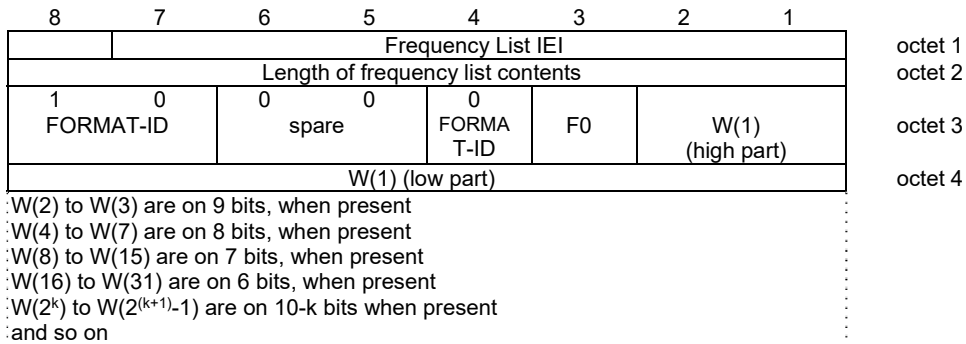 8 7 6 5 4 3 2 1
Frequency List IEI octet 1
Length of frequency list contents octet 2
1 0 0 0 0
FORMAT-ID spare FORMA F0 W(1) octet 3
T-ID (high part)
W(1) (low part) octet 4
W(2) to W(3) are on 9 bits, when present
W(4) to W(7) are on 8 bits, when present
W(8) to W(15) are on 7 bits, when present
W(16) to W(31) are on 6 bits, when present
W(2^k) to W(2^(k+1)-1) are on 10-k bits when present
and so on